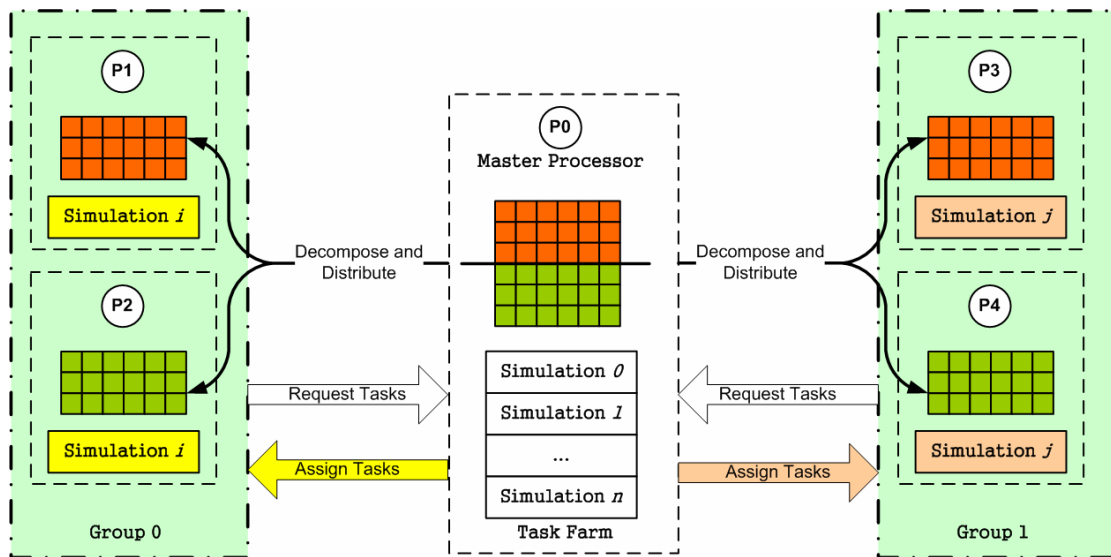 P1
Simulation i
P2
Simulation i
Group 0
Decompose and
Distribute
Request Tasks
Assign Tasks
P0
Master Processor
Simulation 0
Simulation 1
...
Simulation n
Task Farm
Decompose and
Distribute
Request Tasks
Assign Tasks
P3
Simulation j
P4
Simulation j
Group 1